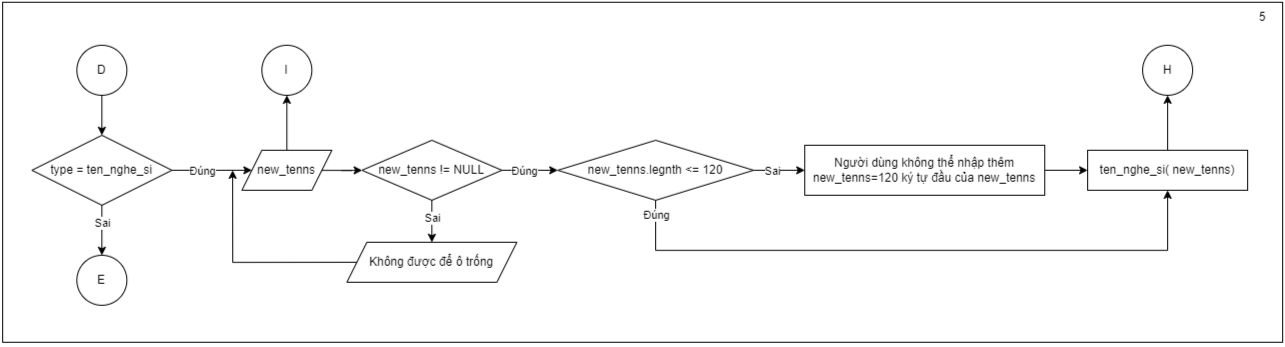 5
D
I
H
type = ten_nghe_si
Đúng
new_tenns
new_tenns != NULL
Đúng
new_tenns.legnth <= 120
Sai
Người dùng không thể nhập thêm
new_tenns=120 ký tự đầu của new_tenns
ten_nghe_si( new_tenns)
Sai
Sai
Đúng
Không được để ô trống
E